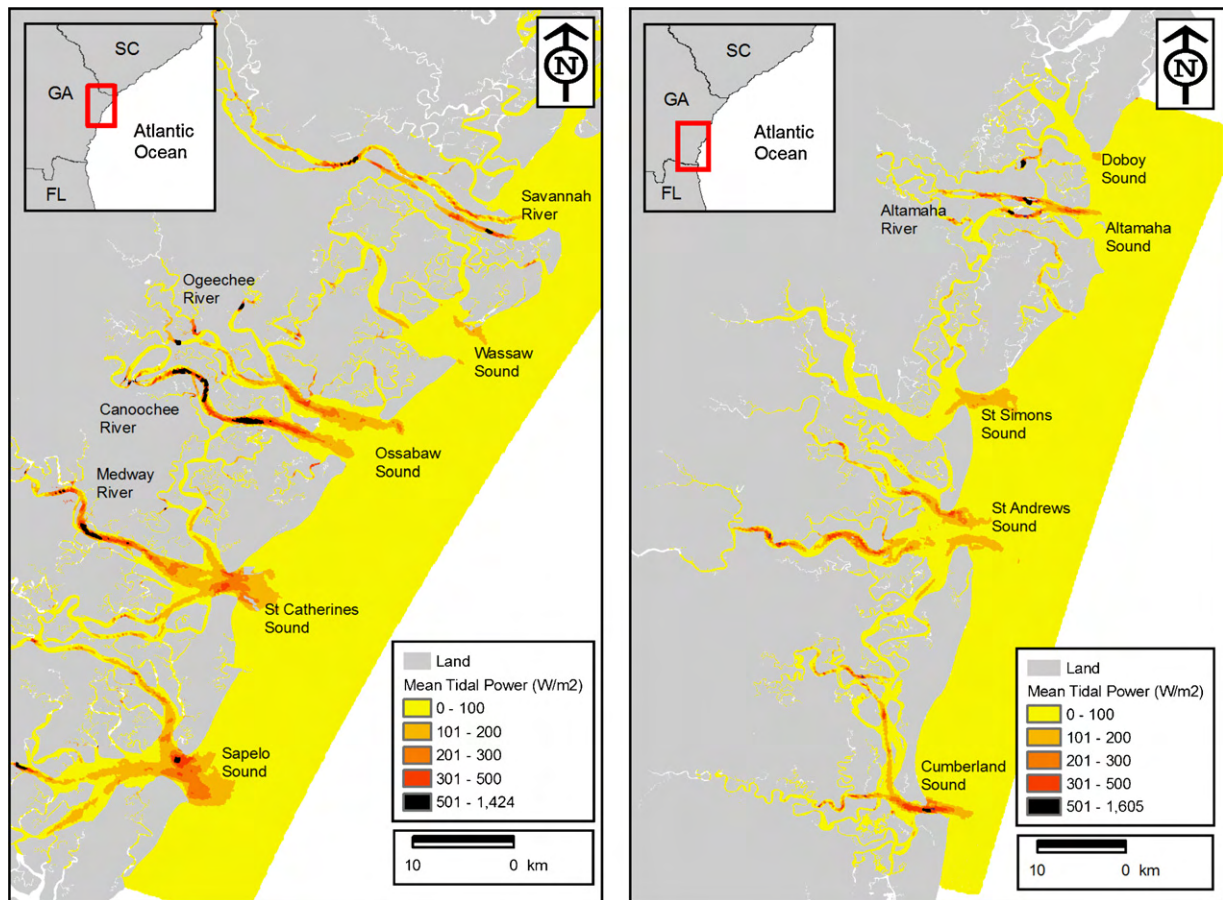 SC
GA
Atlantic
Ocean
FL
N
Savannah
River
Ogeechee
River
Wassaw
Sound
Canoochee
River
Ossabaw
Sound
Medway
River
St Catherines
Sound
Sapelo
Sound
Land
Mean Tidal Power (W/m2)
0 - 100
101 - 200
201 - 300
301 - 500
501 - 1,424
10 0 km
SC
GA
Atlantic
Ocean
FL
N
Doboy
Sound
Altamaha
River
Altamaha
Sound
St Simons
Sound
St Andrews
Sound
Cumberland
Sound
Land
Mean Tidal Power (W/m2)
0 - 100
101 - 200
201 - 300
301 - 500
501 - 1,605
10 0 km